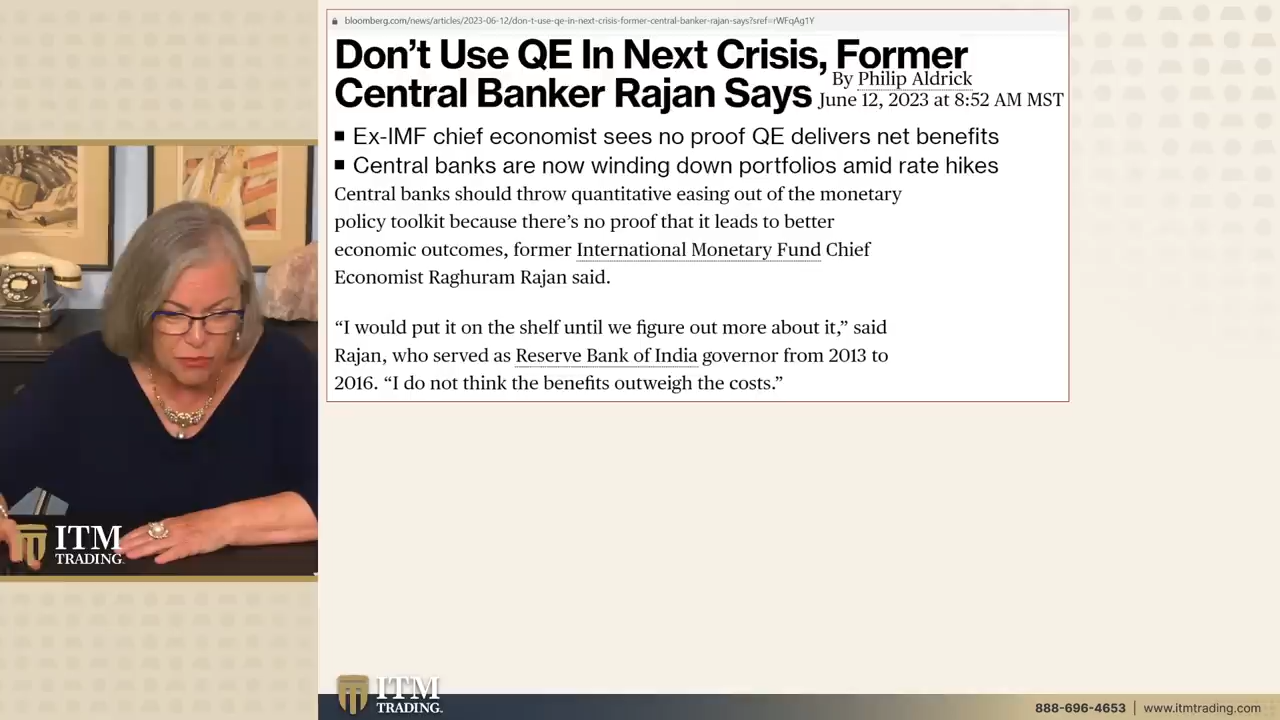 bloomberg.com/news/articles/2023-06-12/don-t-use-qe-in-next-crisis-former-central-banker-rajan-says?sref=rWFqAg1Y
Don’t Use QE In Next Crisis, Former
Central Banker Rajan Says
By Philip Aldrick
June 12, 2023 at 8:52 AM MST
■ Ex-IMF chief economist sees no proof QE delivers net benefits
■ Central banks are now winding down portfolios amid rate hikes
Central banks should throw quantitative easing out of the monetary
policy toolkit because there’s no proof that it leads to better
economic outcomes, former International Monetary Fund Chief
Economist Raghuram Rajan said.
“I would put it on the shelf until we figure out more about it,” said
Rajan, who served as Reserve Bank of India governor from 2013 to
2016. “I do not think the benefits outweigh the costs.”
ITM
TRADING.
ITM
TRADING.
888-696-4653 | www.itmtrading.com